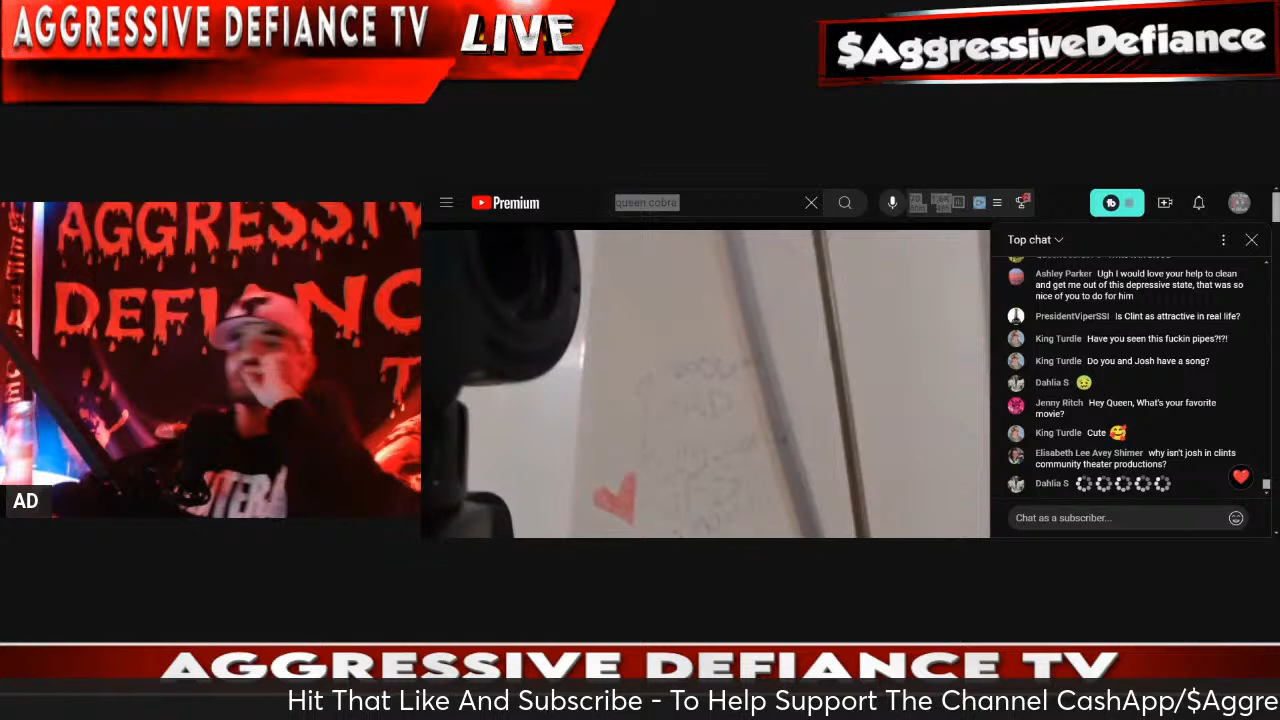 AGGRESSIVE DEFIANCE TV
LIVE
$AggressiveDefiance
Premium
queen cobra
AGGRESSIV
DEFIANC
T
AD
Top chat
Ashley Parker Ugh I would love your help to clean
and get me out of this depressive state, that was so
nice of you to do for him
PresidentViperSSI Is Clint as attractive in real life?
King Turdle Have you seen this fuckin pipes?!?!
King Turdle Do you and Josh have a song?
Dahlia S
Jenny Ritch Hey Queen, What's your favorite
movie?
King Turdle Cute
Elisabeth Lee Avey Shimer why isn't josh in clints
community theater productions?
Dahlia S
Chat as a subscriber...
AGGRESSIVE DEFIANCE TV
Hit That Like And Subscribe - To Help Support The Channel CashApp/$Aggre